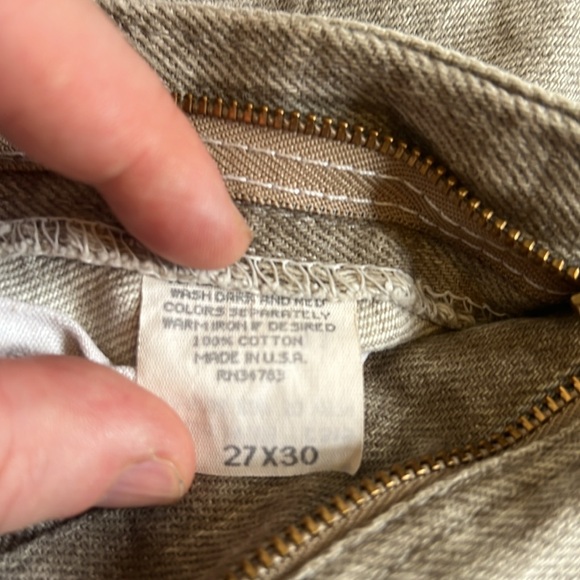 WASH DARK AND MED
COLORS SEPARATELY
WARM IRON IF DESIRED
100% COTTON
MADE IN U.S.A.
RN34783
27X30